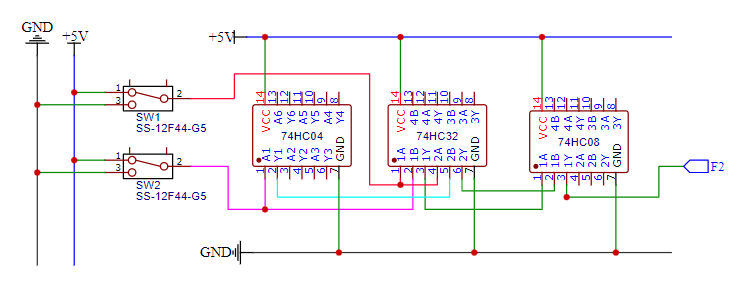 GND
+5V
+5V
1
2
3
SW1
SS-12F44-G5
1
2
3
SW2
SS-12F44-G5
14 13 12 11 10 9 8
VCC A6 Y6 A5 Y5 A4 Y4
74HC04
A1 Y1 A2 Y2 A3 Y3 GND
1 2 3 4 5 6 7
14 13 12 11 10 9 8
VCC 4B 4A 4Y 3B 3A 3Y
74HC32
1A 1B 1Y 2A 2B 2Y GND
1 2 3 4 5 6 7
14 13 12 11 10 9 8
VCC 4B 4A 4Y 3B 3A 3Y
74HC08
1A 1B 1Y 2A 2B 2Y GND
1 2 3 4 5 6 7
F2
GND